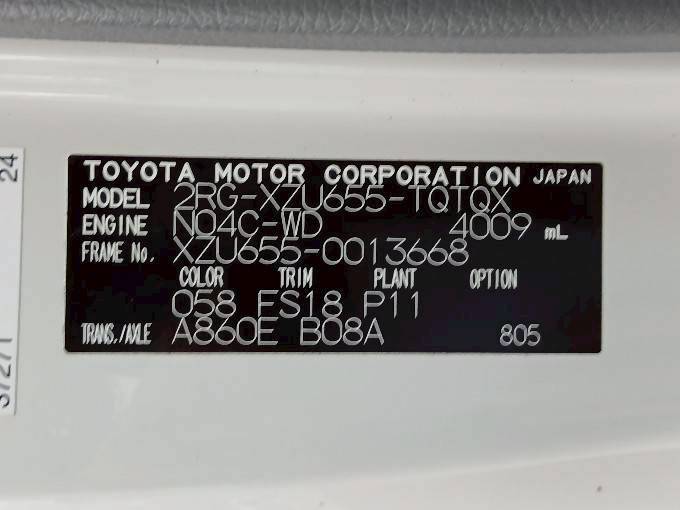 TOYOTA MOTOR CORPORATION JAPAN
MODEL 2RG-XZU655-TQTQX
ENGINE N04C-WD 4009 mL
FRAME No. XZU655-0013668
COLOR TRIM PLANT OPTION
058 FS18 P11
TRANS./AXLE A860E B08A 805
24